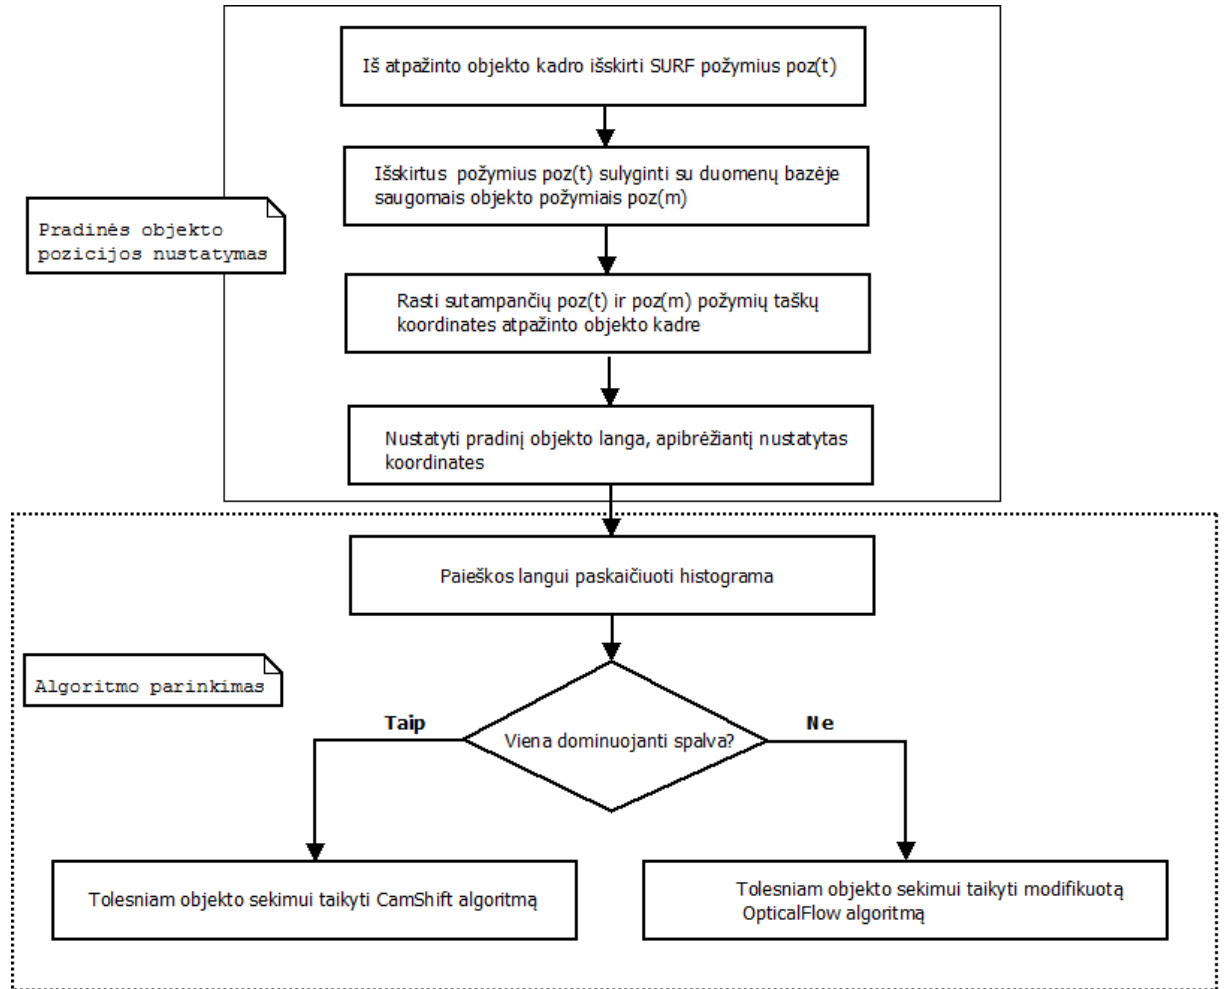 Iš atpažinto objekto kadro išskirti SURF požymius poz(t)
Išskirtus požymius poz(t) sulyginti su duomenų bazėje
saugomais objekto požymiais poz(m)
Pradinės objekto
pozicijos nustatymas
Rasti sutampančių poz(t) ir poz(m) požymių taškų
koordinates atpažinto objekto kadre
Nustatyti pradinį objekto langa, apibrėžiantį nustatytas
koordinates
Paieškos langui paskaičiuoti histograma
Algoritmo parinkimas
Taip
Viena dominuojanti spalva?
Ne
Tolesniam objekto sekimui taikyti CamShift algoritmą
Tolesniam objekto sekimui taikyti modifikuotą
OpticalFlow algoritmą